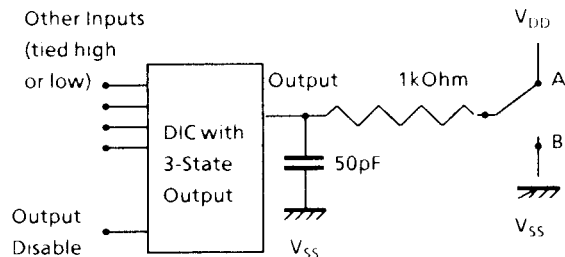 Other Inputs
(tied high
or low)
V_DD
Output
1kOhm
A
DIC with
3-State
Output
50pF
B
Output
Disable
V_SS
V_SS